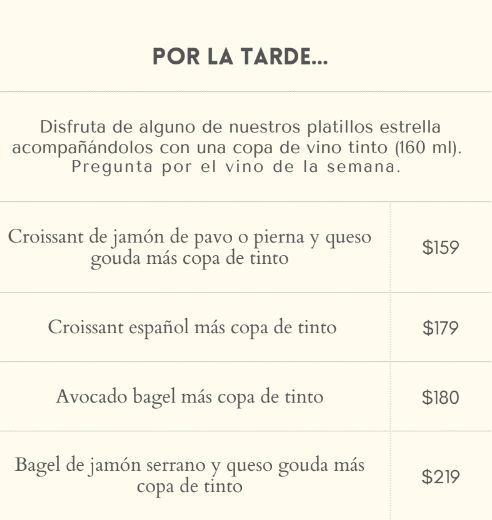 POR LA TARDE...
Disfruta de alguno de nuestros platillos estrella
acompañándolos con una copa de vino tinto (160 ml).
Pregunta por el vino de la semana.
Croissant de jamón de pavo o pierna y queso
gouda más copa de tinto
$159
Croissant español más copa de tinto
$179
Avocado bagel más copa de tinto
$180
Bagel de jamón serrano y queso gouda más
copa de tinto
$219